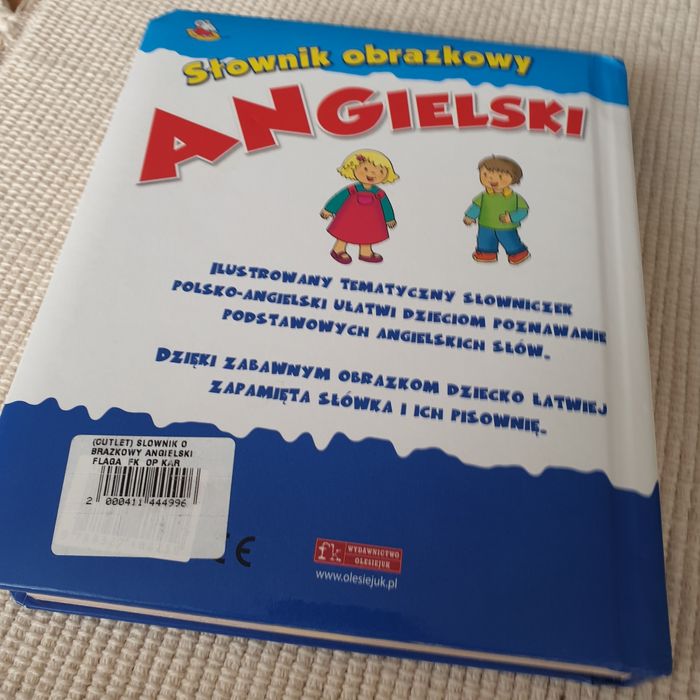 Słownik obrazkowy
ANGIELSKI
ILUSTROWANY TEMATYCZNY SŁOWNICZEK
POLSKO-ANGIELSKI UŁATWI DZIECIOM POZNAWANIE
PODSTAWOWYCH ANGIELSKICH SŁÓW.
DZIĘKI ZABAWNYM OBRAZKOM DZIECKO ŁATWIEJ
ZAPAMIĘTA SŁÓWKA I ICH PISOWNIĘ.
(OUTLET) SŁOWNIK O
BRAZKOWY ANGIELSKI
FLAGA FK OP KAR
2 000411 444996
CE
fk WYDAWNICTWO
OLESIEJUK
www.olesiejuk.pl